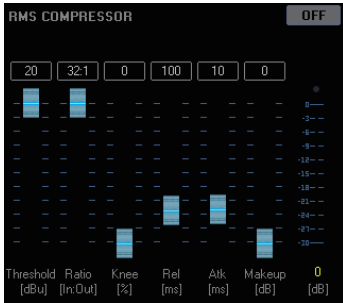 RMS COMPRESSOR OFF
20 32:1 0 100 10 0
0
-3
-6
-9
-12
-15
-18
-21
-24
-27
-30
Threshold Ratio Knee Rel Atk Makeup 0
[dBu] [In:Out] [%] [ms] [ms] [dB] [dB]